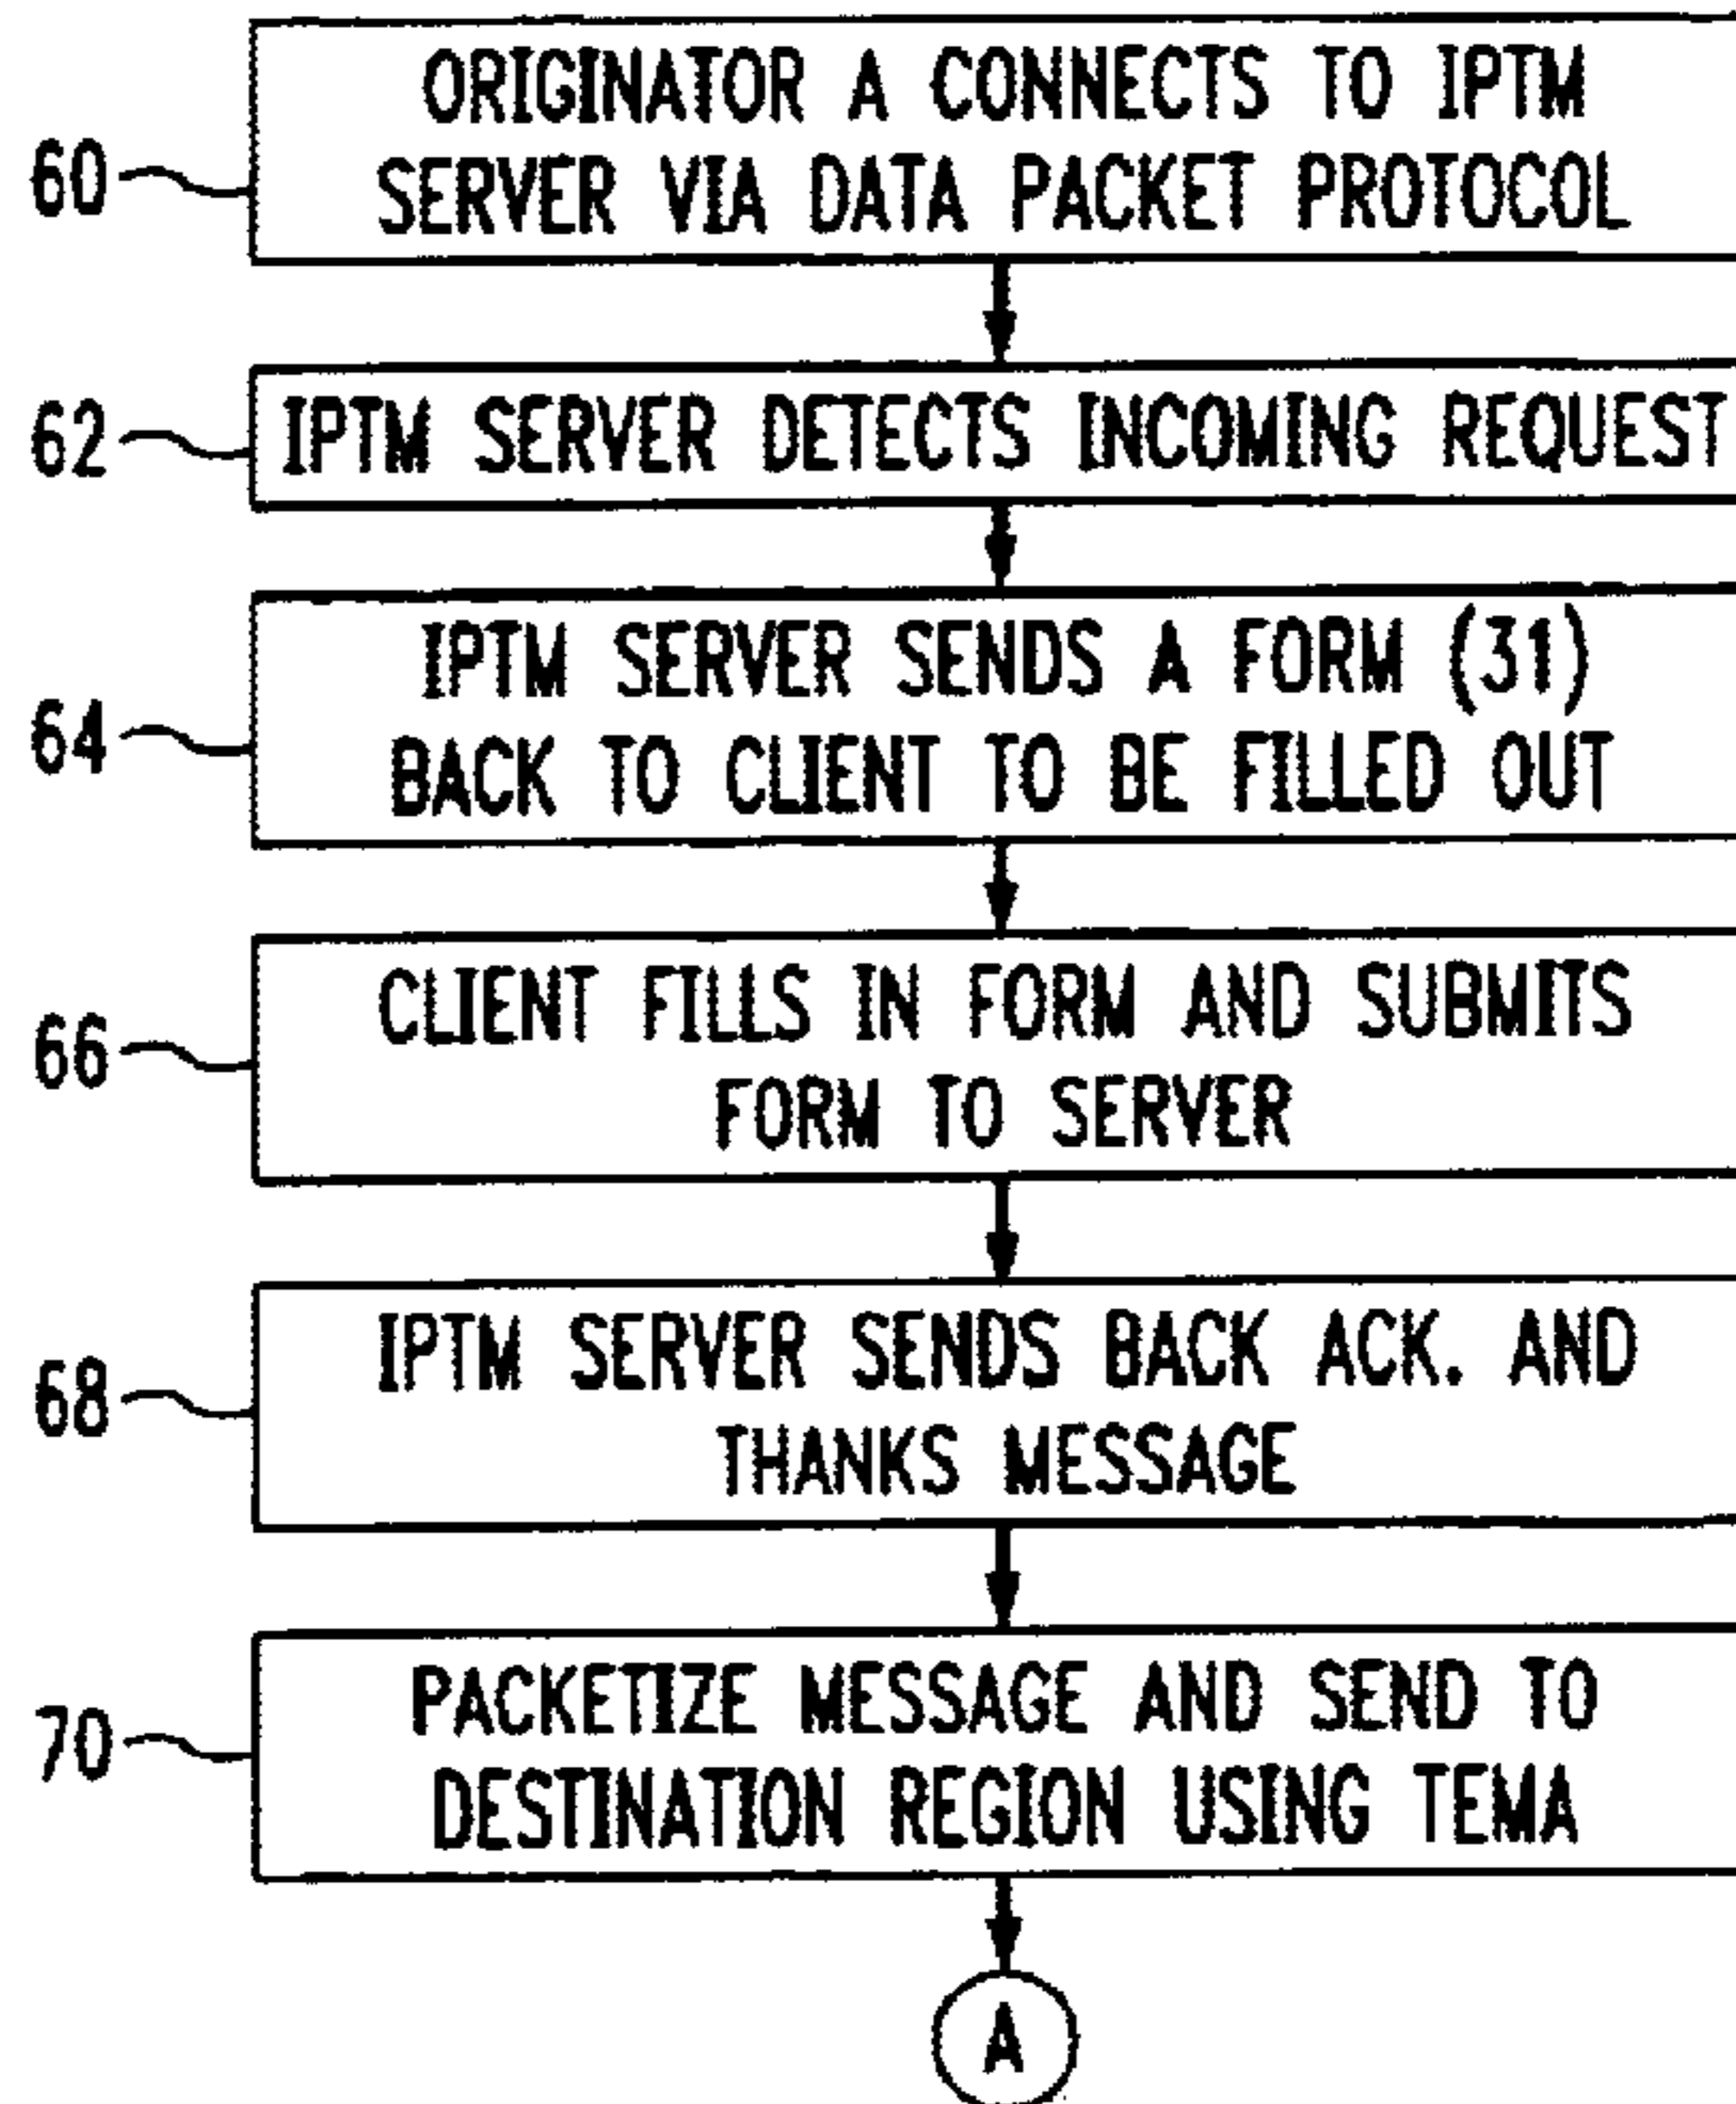 60
ORIGINATOR A CONNECTS TO IPTM
SERVER VIA DATA PACKET PROTOCOL
62
IPTM SERVER DETECTS INCOMING REQUEST
64
IPTM SERVER SENDS A FORM (31)
BACK TO CLIENT TO BE FILLED OUT
66
CLIENT FILLS IN FORM AND SUBMITS
FORM TO SERVER
68
IPTM SERVER SENDS BACK ACK. AND
THANKS MESSAGE
70
PACKETIZE MESSAGE AND SEND TO
DESTINATION REGION USING TEMA
A